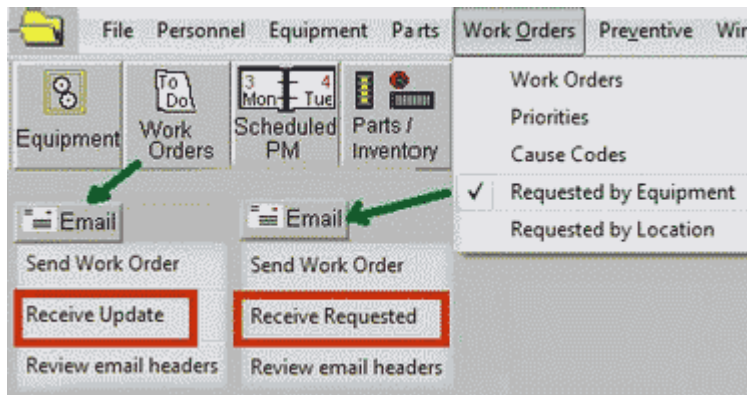 File Personnel Equipment Parts Work Orders Preventive Win
Equipment
To
Do
Work
Orders
3 4
Mon Tue
Scheduled
PM
Parts /
Inventory
Work Orders
Priorities
Cause Codes
✓ Requested by Equipment
Requested by Location
Email
Send Work Order
Receive Update
Review email headers
Email
Send Work Order
Receive Requested
Review email headers